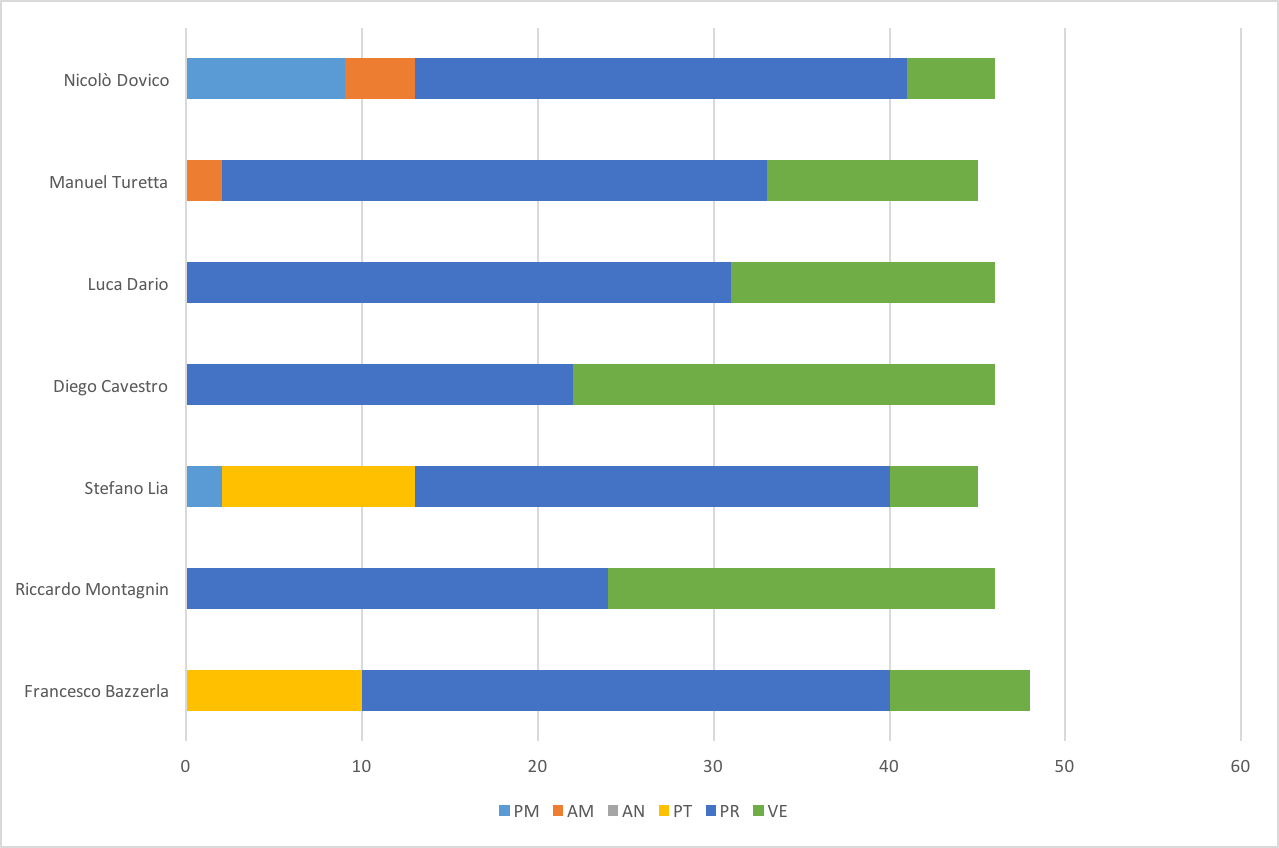 Nicolò Dovico
Manuel Turetta
Luca Dario
Diego Cavestro
Stefano Lia
Riccardo Montagnin
Francesco Bazzerla
0 10 20 30 40 50 60
PM AM AN PT PR VE